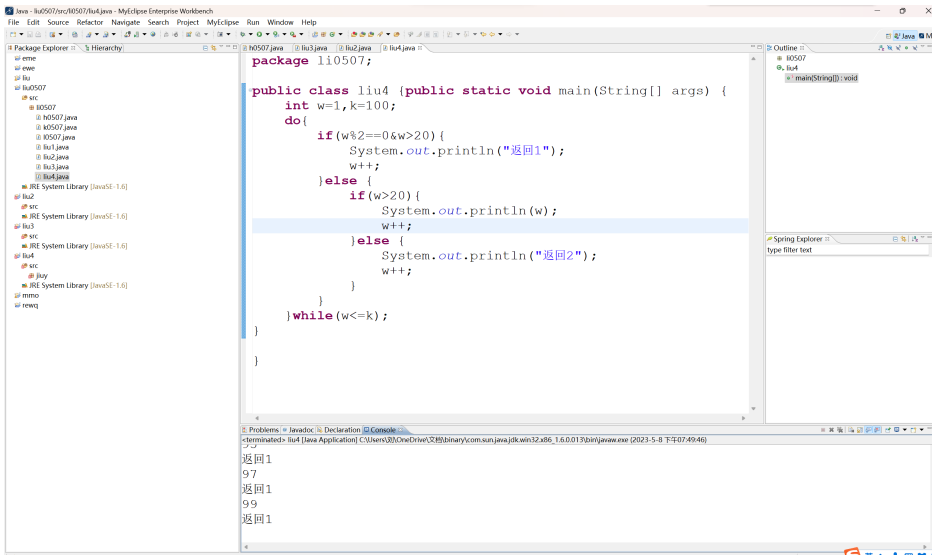 Java - liu0507/src/li0507/liu4.java - MyEclipse Enterprise Workbench
File Edit Source Refactor Navigate Search Project MyEclipse Run Window Help
Java
Package Explorer Hierarchy
eme
ewe
liu
liu0507
src
li0507
h0507.java
k0507.java
l0507.java
liu1.java
liu2.java
liu3.java
liu4.java
JRE System Library [JavaSE-1.6]
liu2
src
JRE System Library [JavaSE-1.6]
liu3
src
JRE System Library [JavaSE-1.6]
liu4
src
jiuy
JRE System Library [JavaSE-1.6]
mmo
rewq
h0507.java liu3.java liu2.java liu4.java
package li0507;
public class liu4 {public static void main(String[] args) {
int w=1,k=100;
do{
if(w%2==0&w>20){
System.out.println("返回1");
w++;
}else {
if(w>20){
System.out.println(w);
w++;
}else {
System.out.println("返回2");
w++;
}
}
}while(w<=k);
}
}
Outline
li0507
liu4
main(String[]) : void
Spring Explorer
type filter text
Problems Javadoc Declaration Console
<terminated> liu4 [Java Application] C:\Users\刘\OneDrive\文档\binary\com.sun.java.jdk.win32.x86_1.6.0.013\bin\javaw.exe (2023-5-8 下午07:49:46)
返回1
97
返回1
99
返回1